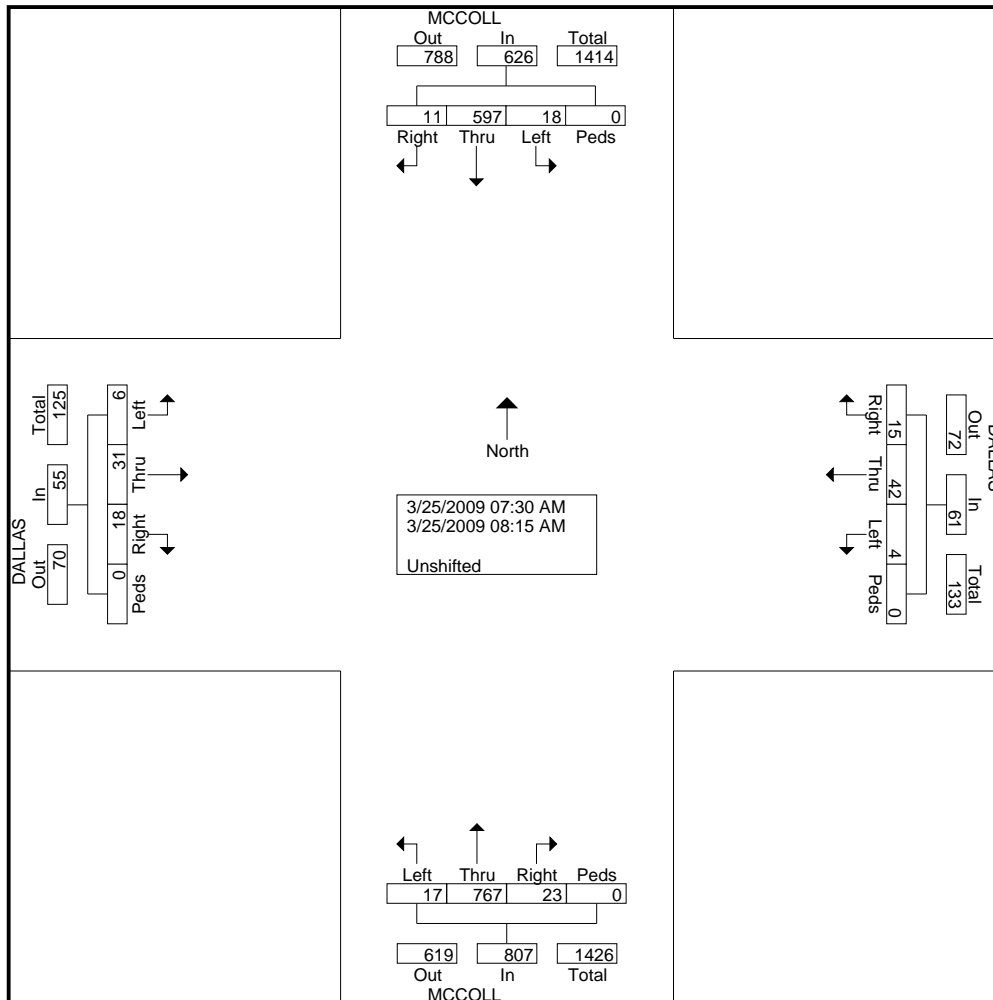 MCCOLL
Out In Total
788 626 1414
11 597 18 0
Right Thru Left Peds
DALLAS
Out In Total
70 55 125
6 31 18 0
Left Thru Right Peds
North
3/25/2009 07:30 AM
3/25/2009 08:15 AM
Unshifted
Right Thru Left Peds
15 42 4 0
Out In Total
72 61 133
DALLAS
Left Thru Right Peds
17 767 23 0
619 807 1426
Out In Total
MCCOLL